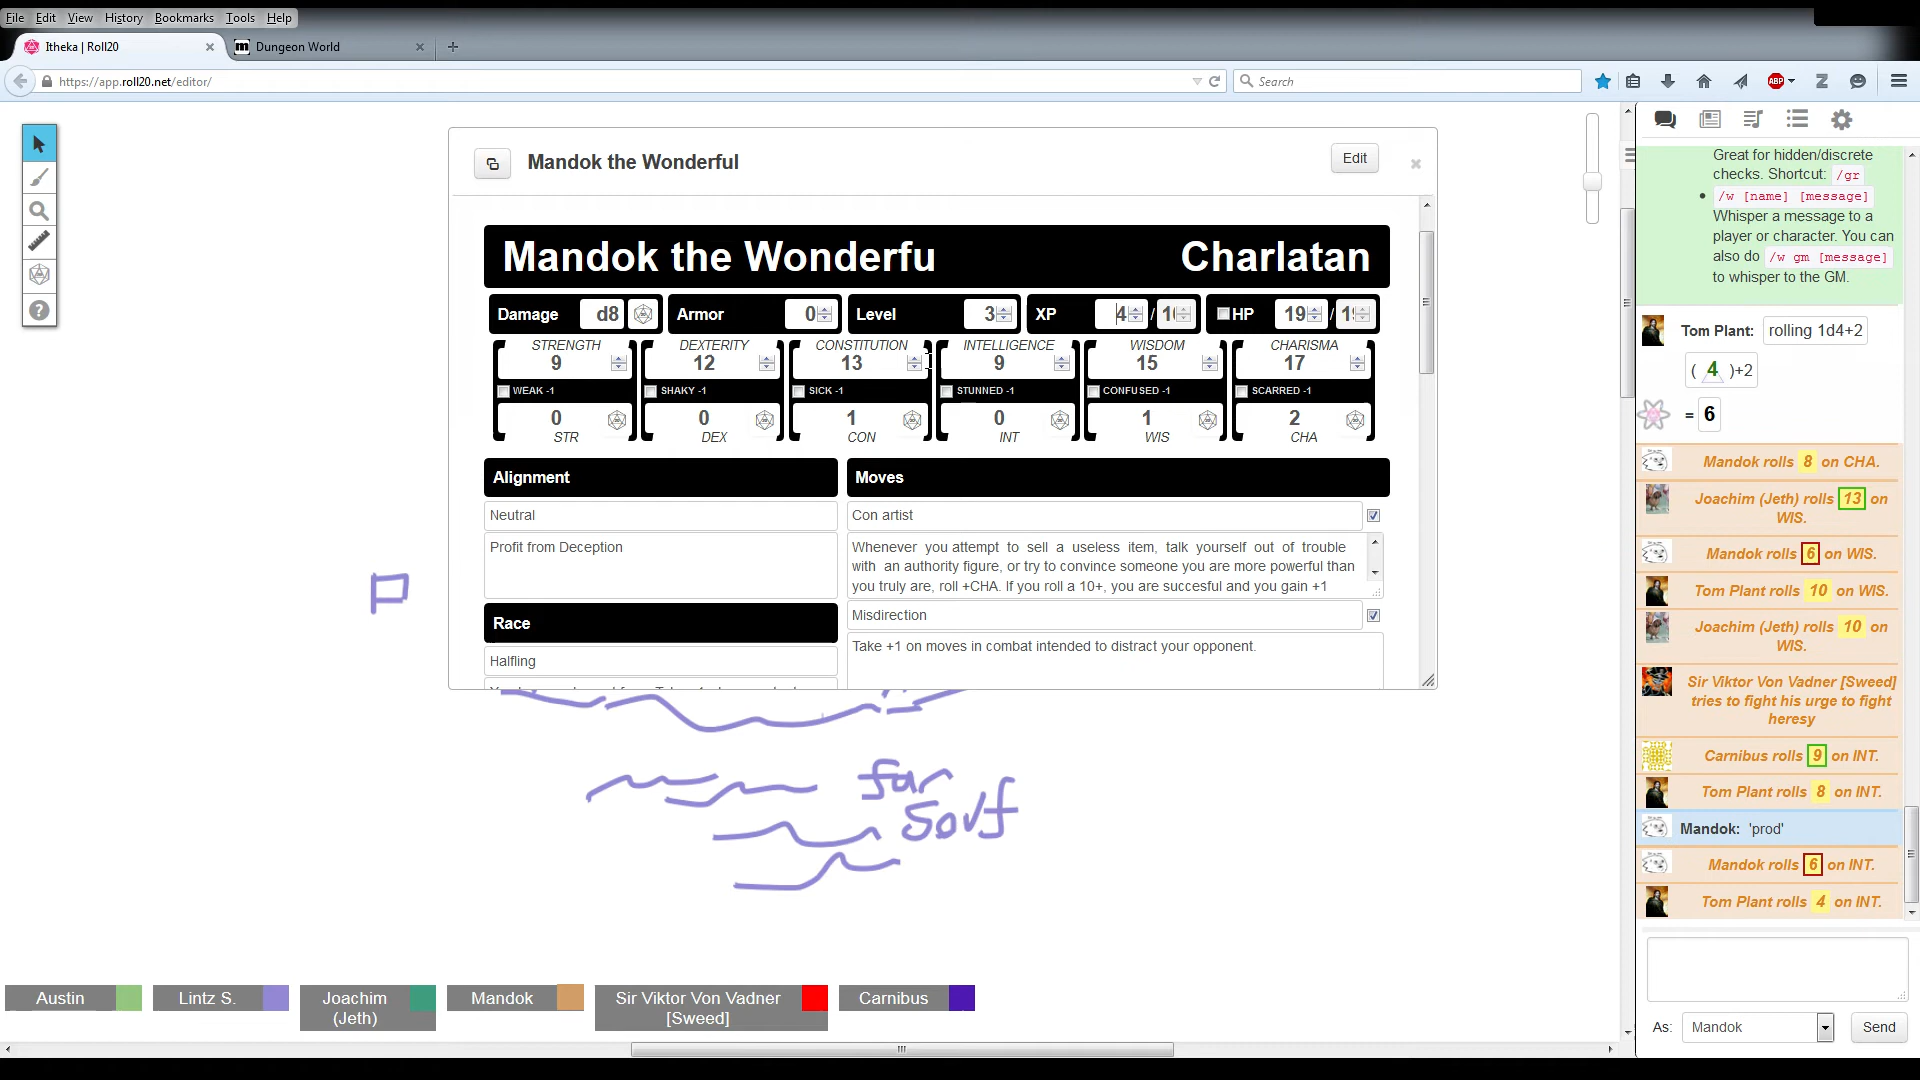 File Edit View History Bookmarks Tools Help
Itheka | Roll20
Dungeon World
https://app.roll20.net/editor/
Search
ABP
Mandok the Wonderful
Edit
Mandok the Wonderfu Charlatan
Damage d8 Armor 0 Level 3 XP 4 / HP 19 /
STRENGTH DEXTERITY CONSTITUTION INTELLIGENCE WISDOM CHARISMA
9 12 13 9 15 17
WEAK -1 SHAKY -1 SICK -1 STUNNED -1 CONFUSED -1 SCARRED -1
0 0 1 0 1 2
STR DEX CON INT WIS CHA
Alignment
Neutral
Profit from Deception
Race
Halfling
Moves
Con artist
Whenever you attempt to sell a useless item, talk yourself out of trouble
with an authority figure, or try to convince someone you are more powerful than
you truly are, roll +CHA. If you roll a 10+, you are succesful and you gain +1
Misdirection
Take +1 on moves in combat intended to distract your opponent.
far
Austin
Lintz S.
Joachim
(Jeth)
Mandok
Sir Viktor Von Vadner
[Sweed]
Carnibus
Great for hidden/discrete
checks. Shortcut: /gr
• /w [name] [message]
Whisper a message to a
player or character. You can
also do /w gm [message]
to whisper to the GM.
Tom Plant: rolling 1d4+2
( 4 )+2
= 6
Mandok rolls 8 on CHA.
Joachim (Jeth) rolls 13 on
WIS.
Mandok rolls 6 on WIS.
Tom Plant rolls 10 on WIS.
Joachim (Jeth) rolls 10 on
WIS.
Sir Viktor Von Vadner [Sweed]
tries to fight his urge to fight
heresy
Carnibus rolls 9 on INT.
Tom Plant rolls 8 on INT.
Mandok: 'prod'
Mandok rolls 6 on INT.
Tom Plant rolls 4 on INT.
As: Mandok Send